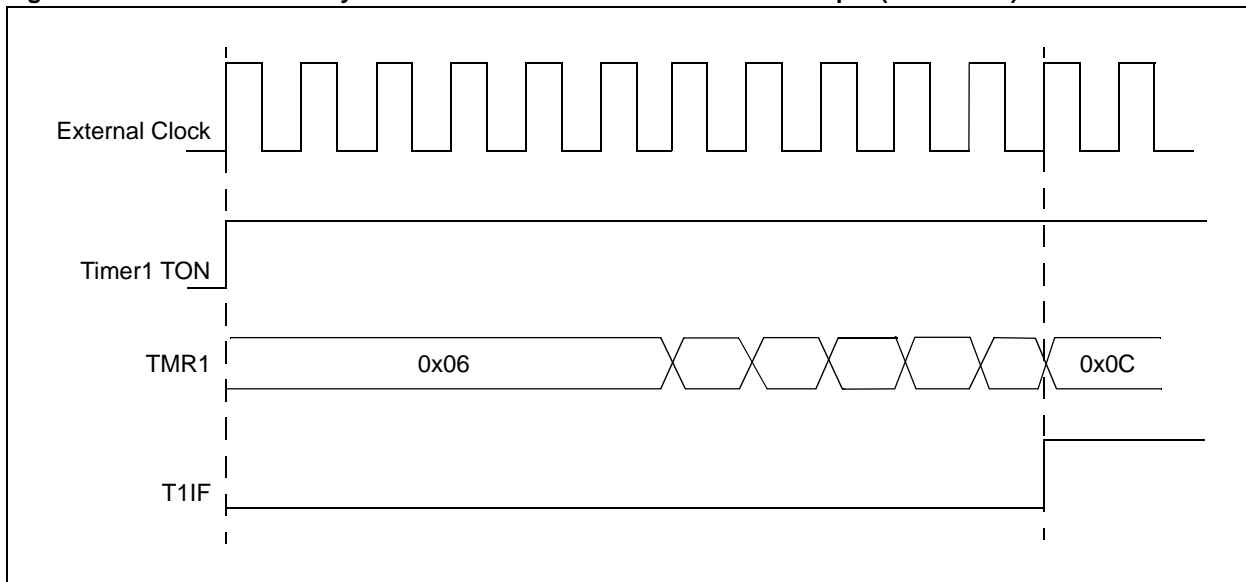 External Clock
Timer1 TON
TMR1
0x06
0x0C
T1IF